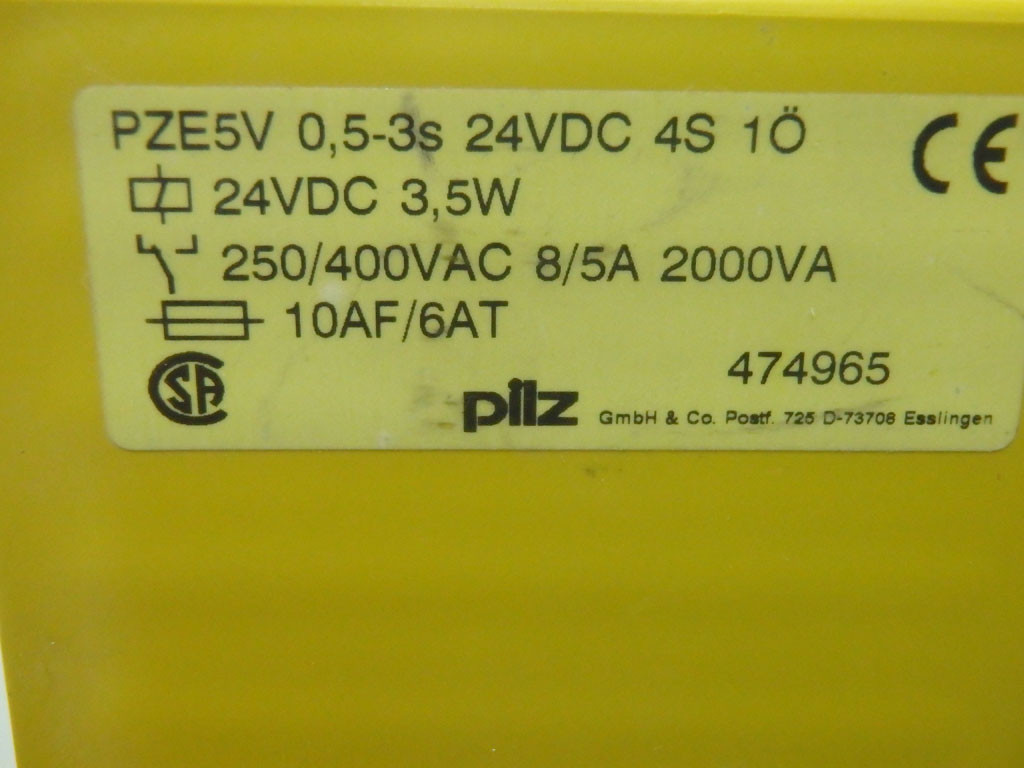 PZE5V 0,5-3s 24VDC 4S 1Ö
CE
24VDC 3,5W
250/400VAC 8/5A 2000VA
10AF/6AT
474965
SA
pilz GmbH & Co. Postf. 725 D-73708 Esslingen